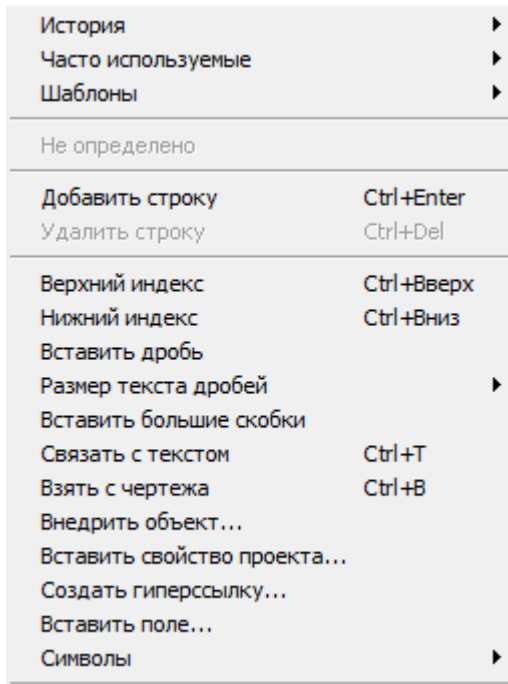 История
Часто используемые
Шаблоны
Не определено
Добавить строку Ctrl+Enter
Удалить строку Ctrl+Del
Верхний индекс Ctrl+Вверх
Нижний индекс Ctrl+Вниз
Вставить дробь
Размер текста дробей
Вставить большие скобки
Связать с текстом Ctrl+T
Взять с чертежа Ctrl+B
Внедрить объект...
Вставить свойство проекта...
Создать гиперссылку...
Вставить поле...
Символы